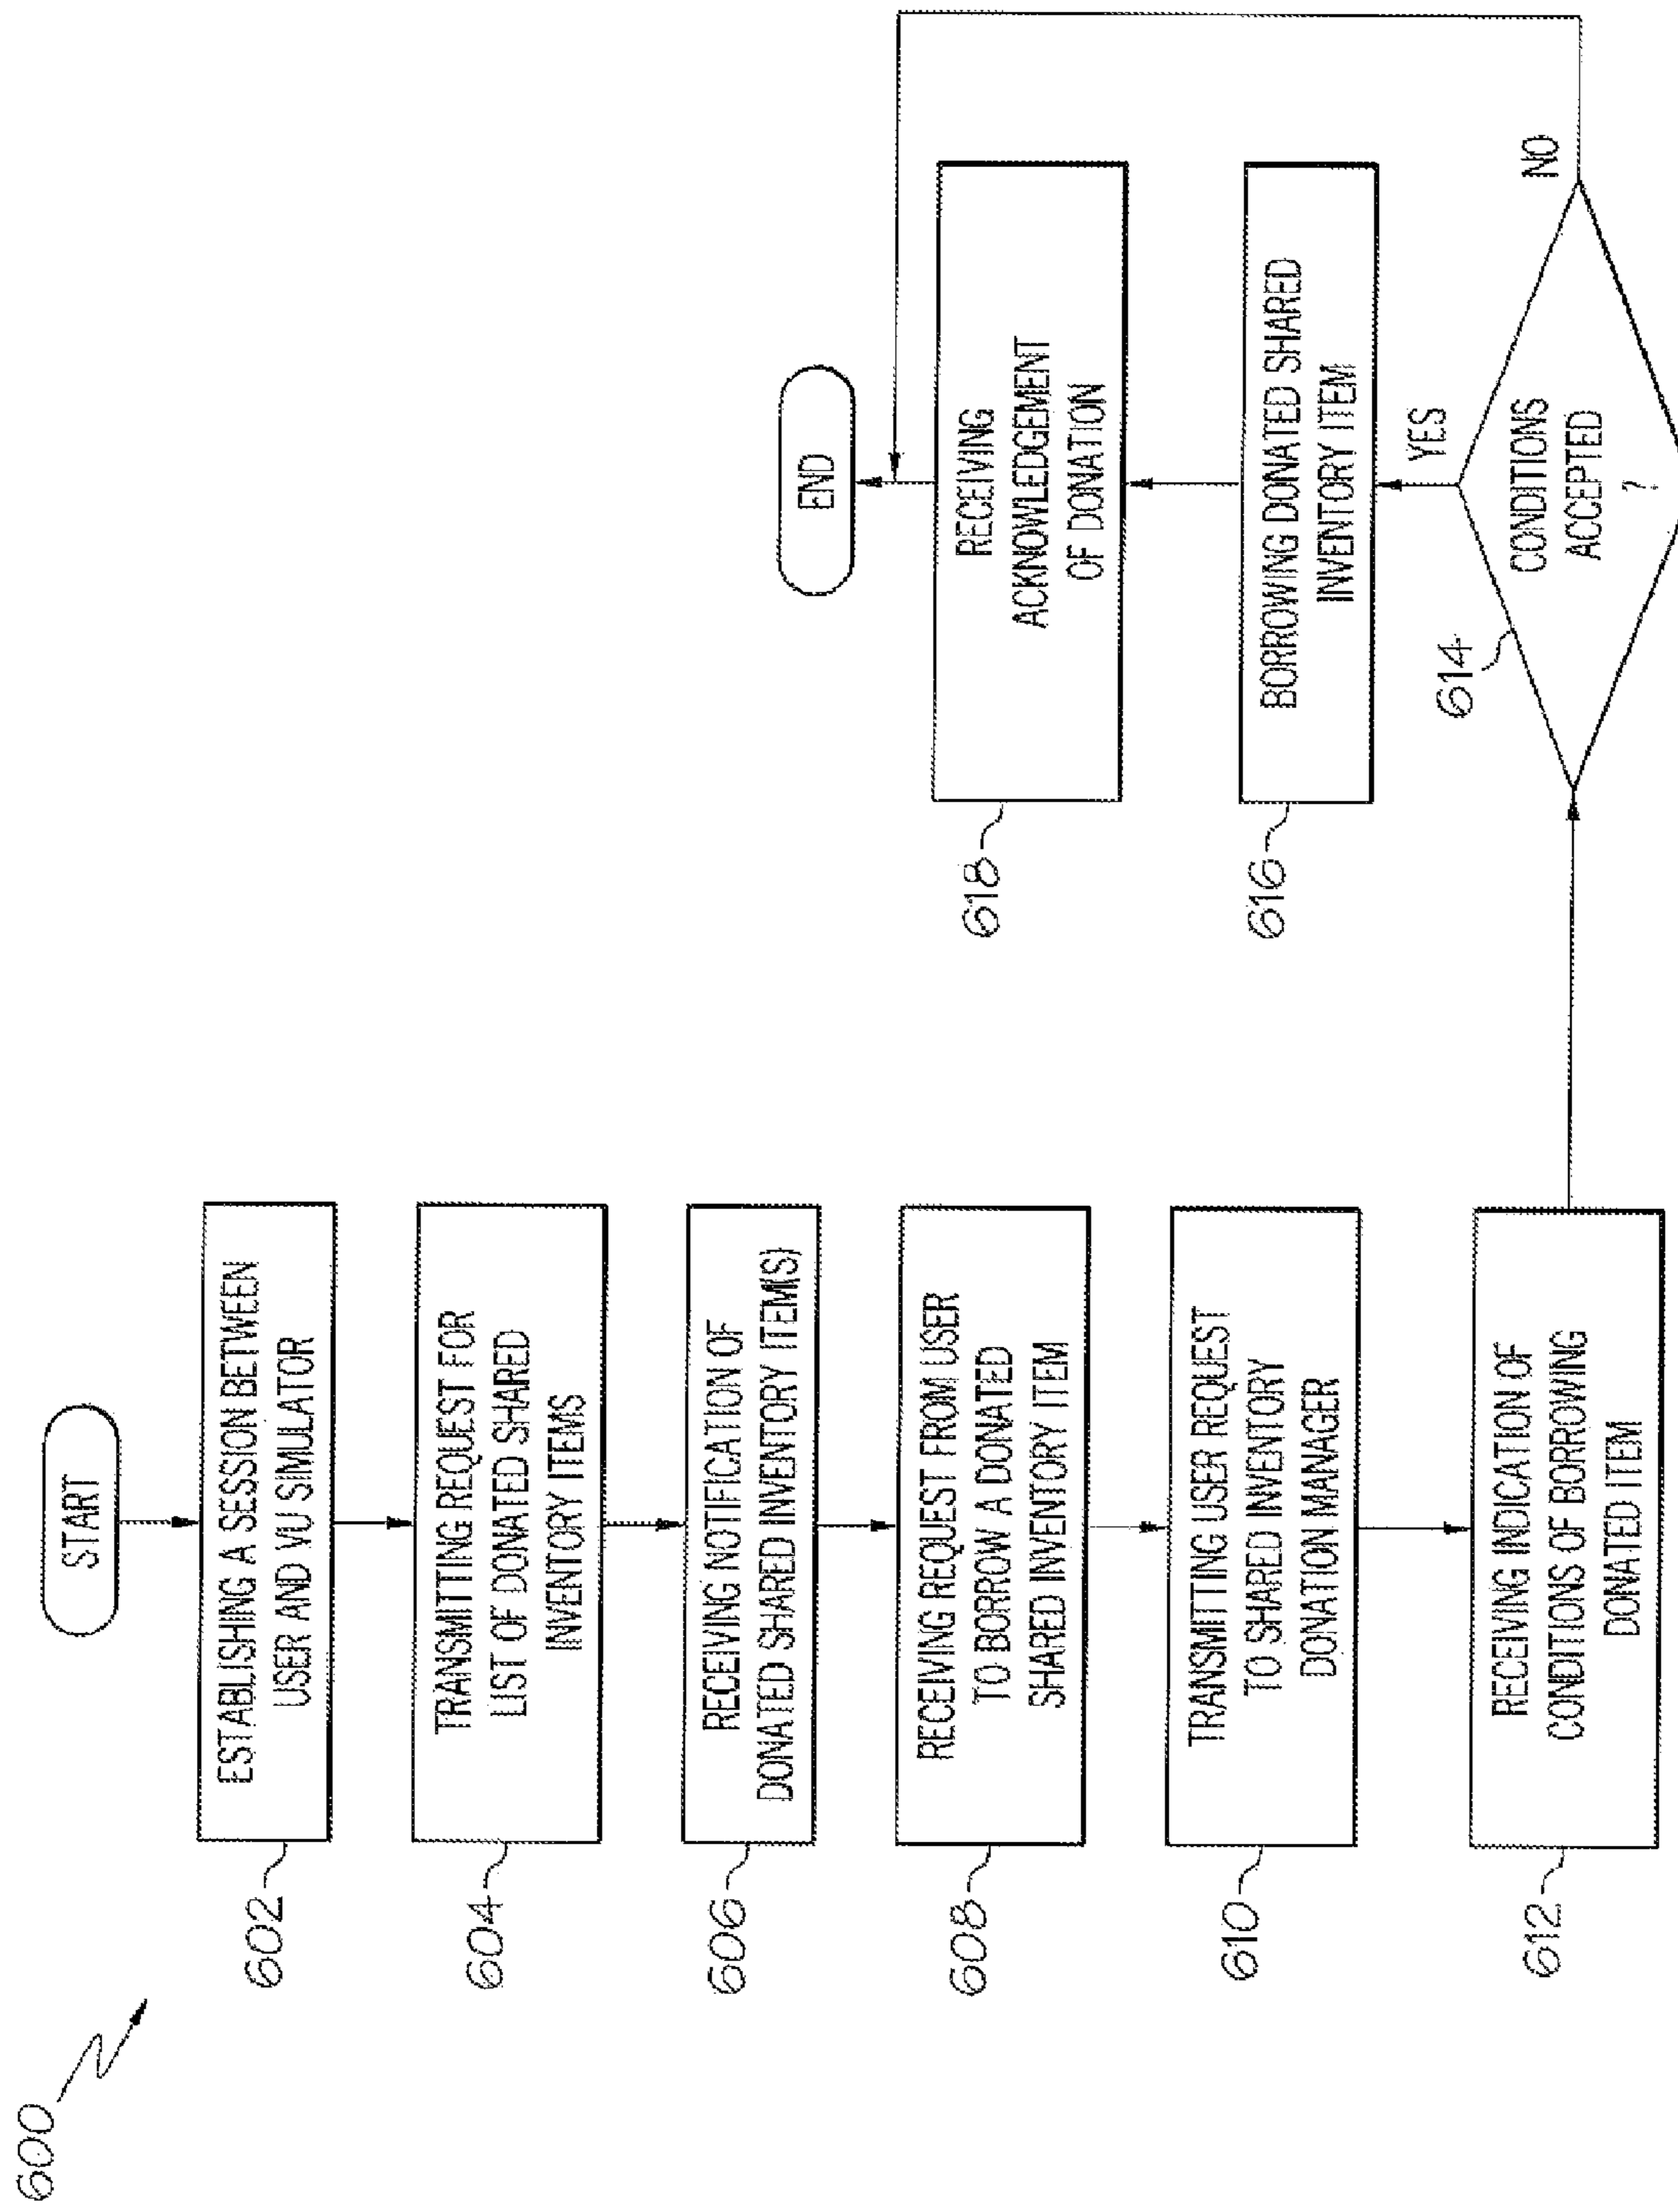 600
START
602
ESTABLISHING A SESSION BETWEEN
USER AND VU SIMULATOR
604
TRANSMITTING REQUEST FOR
LIST OF DONATED SHARED
INVENTORY ITEMS
606
RECEIVING NOTIFICATION OF
DONATED SHARED INVENTORY ITEM(S)
608
RECEIVING REQUEST FROM USER
TO BORROW A DONATED
SHARED INVENTORY ITEM
610
TRANSMITTING USER REQUEST
TO SHARED INVENTORY
DONATION MANAGER
612
RECEIVING INDICATION OF
CONDITIONS OF BORROWING
DONATED ITEM
614
CONDITIONS
ACCEPTED
?
YES
NO
616
BORROWING DONATED SHARED
INVENTORY ITEM
618
RECEIVING
ACKNOWLEDGEMENT
OF DONATION
END